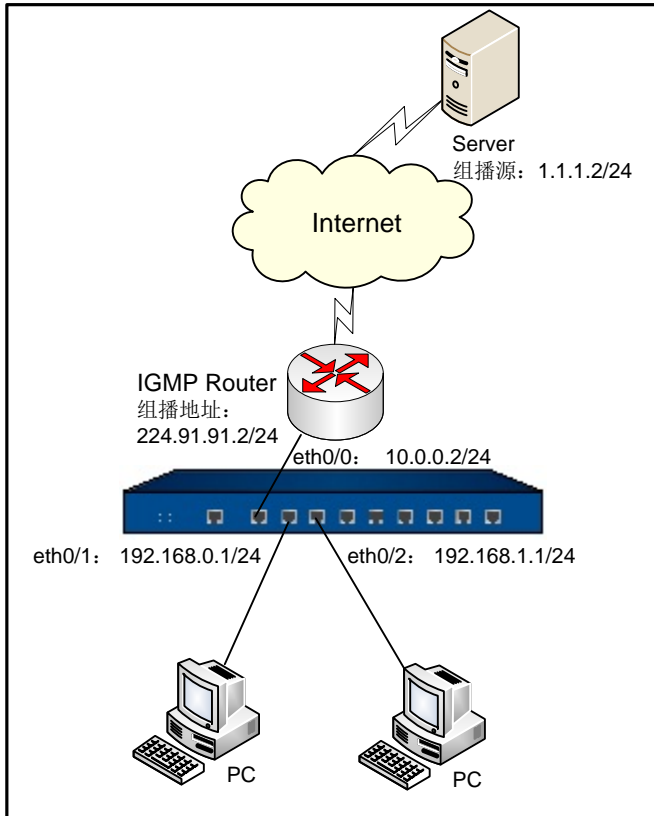 Server
组播源：1.1.1.2/24
Internet
IGMP Router
组播地址：
224.91.91.2/24
eth0/0： 10.0.0.2/24
eth0/1： 192.168.0.1/24
eth0/2： 192.168.1.1/24
PC
PC